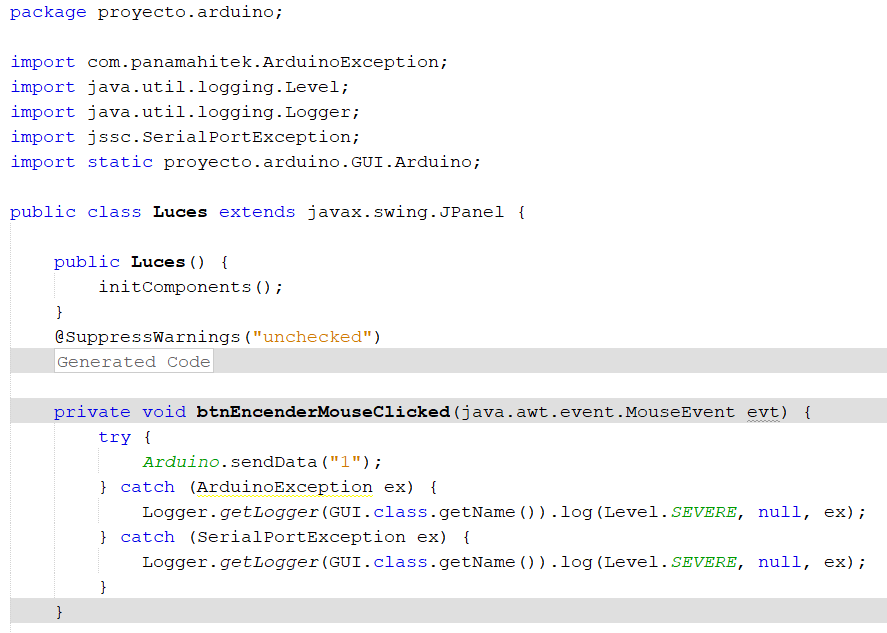 package proyecto.arduino;
import com.panamahitek.ArduinoException;
import java.util.logging.Level;
import java.util.logging.Logger;
import jssc.SerialPortException;
import static proyecto.arduino.GUI.Arduino;
public class Luces extends javax.swing.JPanel {
public Luces() {
initComponents();
}
@SuppressWarnings("unchecked")
Generated Code
private void btnEncenderMouseClicked(java.awt.event.MouseEvent evt) {
try {
Arduino.sendData("1");
} catch (ArduinoException ex) {
Logger.getLogger(GUI.class.getName()).log(Level.SEVERE, null, ex);
} catch (SerialPortException ex) {
Logger.getLogger(GUI.class.getName()).log(Level.SEVERE, null, ex);
}
}